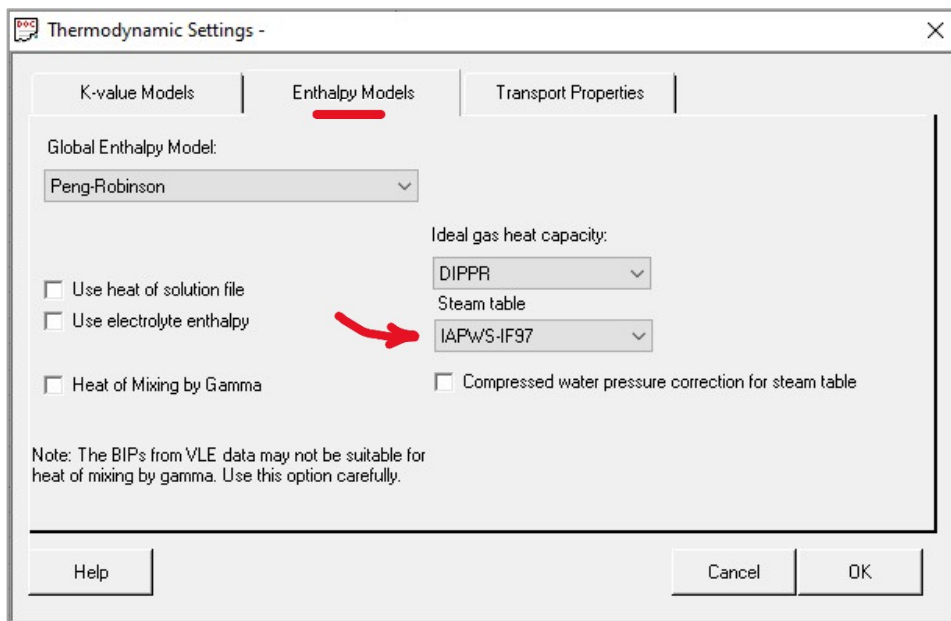 DOC
Thermodynamic Settings -
K-value Models
Enthalpy Models
Transport Properties
Global Enthalpy Model:
Peng-Robinson
Ideal gas heat capacity:
DIPPR
Use heat of solution file
Steam table
Use electrolyte enthalpy
IAPWS-IF97
Heat of Mixing by Gamma
Compressed water pressure correction for steam table
Note: The BIPs from VLE data may not be suitable for
heat of mixing by gamma. Use this option carefully.
Help
Cancel
OK